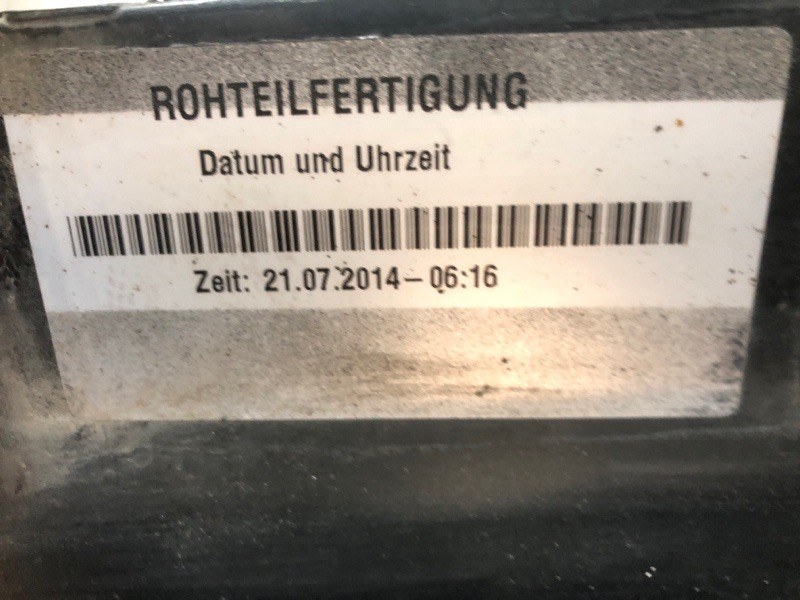 ROHTEILFERTIGUNG
Datum und Uhrzeit
Zeit: 21.07.2014-06:16